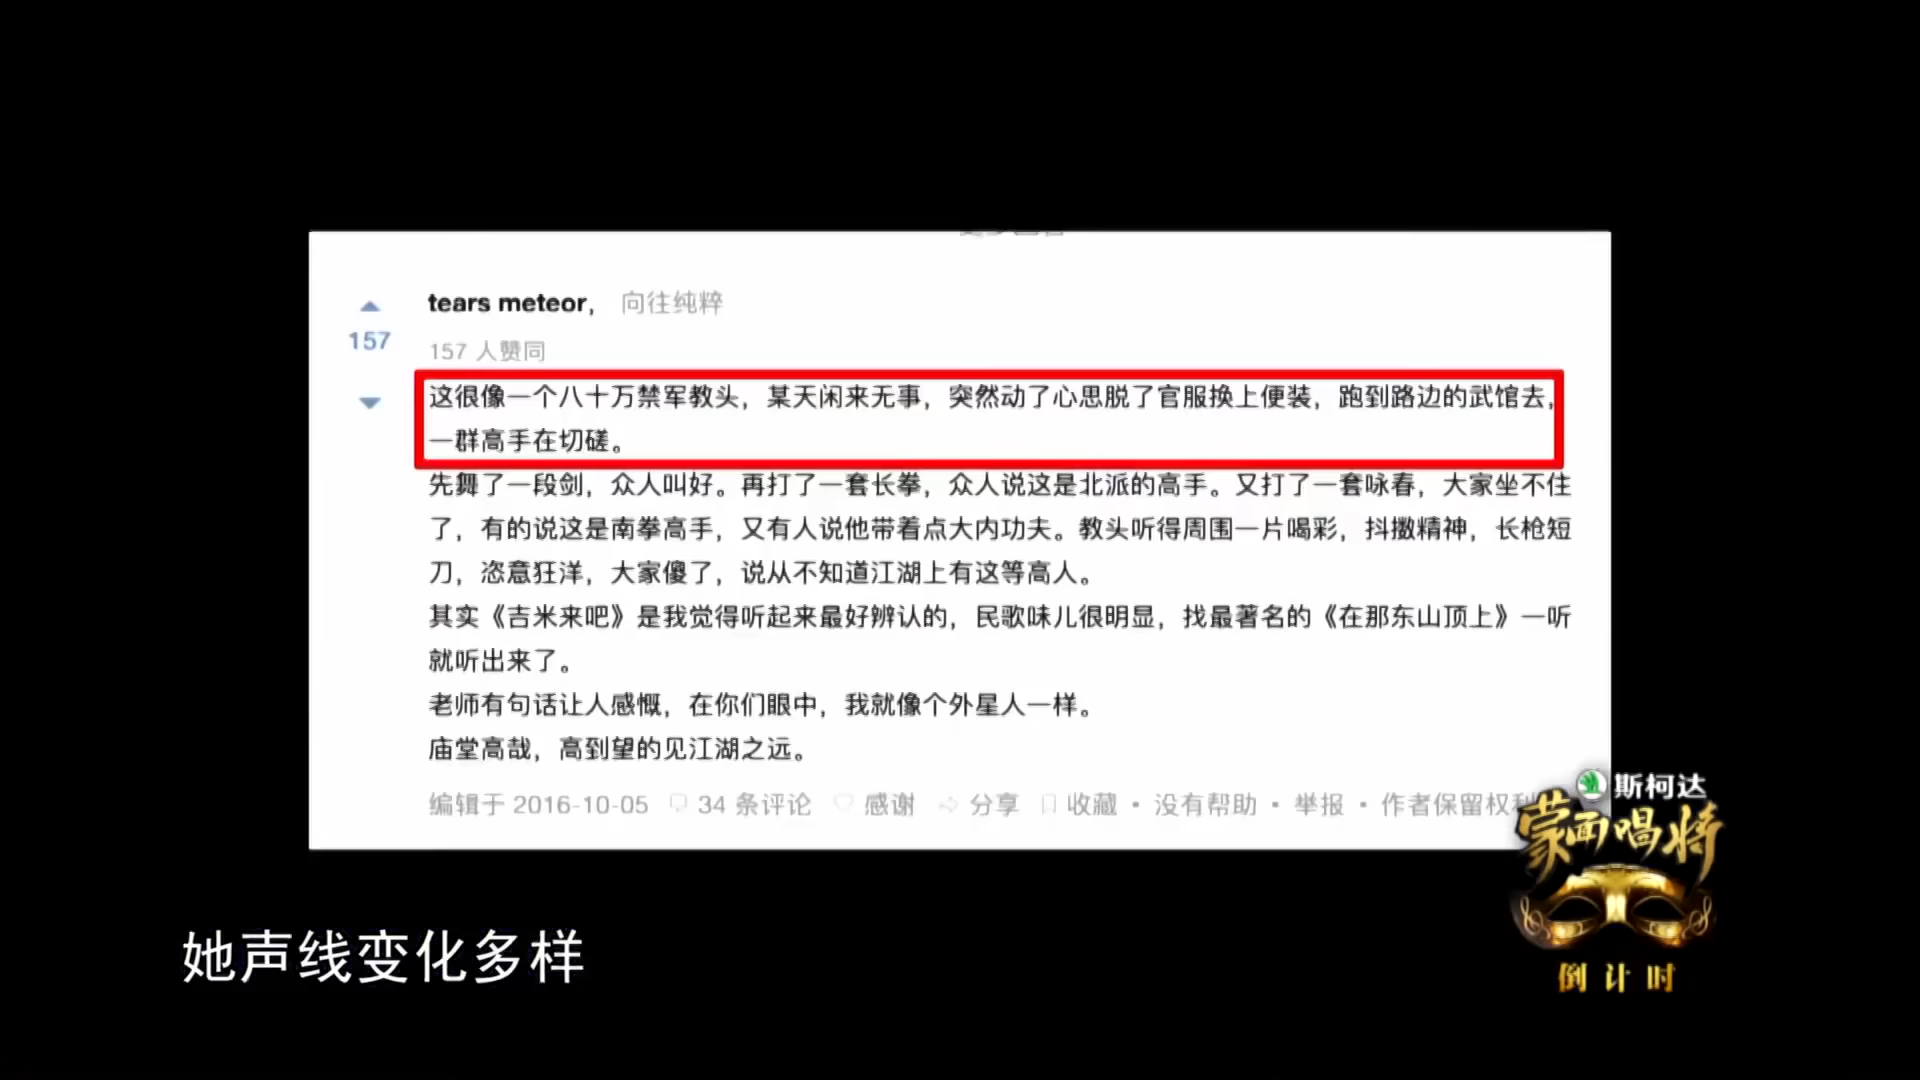 tears meteor， 向往纯粹
157
157 人赞同
这很像一个八十万禁军教头，某天闲来无事，突然动了心思脱了官服换上便装，跑到路边的武馆去，
一群高手在切磋。
先舞了一段剑，众人叫好。再打了一套长拳，众人说这是北派的高手。又打了一套咏春，大家坐不住
了，有的说这是南拳高手，又有人说他带着点大内功夫。教头听得周围一片喝彩，抖擞精神，长枪短
刀，恣意狂洋，大家傻了，说从不知道江湖上有这等高人。
其实《吉米来吧》是我觉得听起来最好辨认的，民歌味儿很明显，找最著名的《在那东山顶上》一听
就听出来了。
老师有句话让人感慨，在你们眼中，我就像个外星人一样。
庙堂高哉，高到望的见江湖之远。
编辑于 2016-10-05 34 条评论 感谢 分享 收藏 • 没有帮助 • 举报 • 作者保留权利
斯柯达
蒙面唱将
倒计时
她声线变化多样